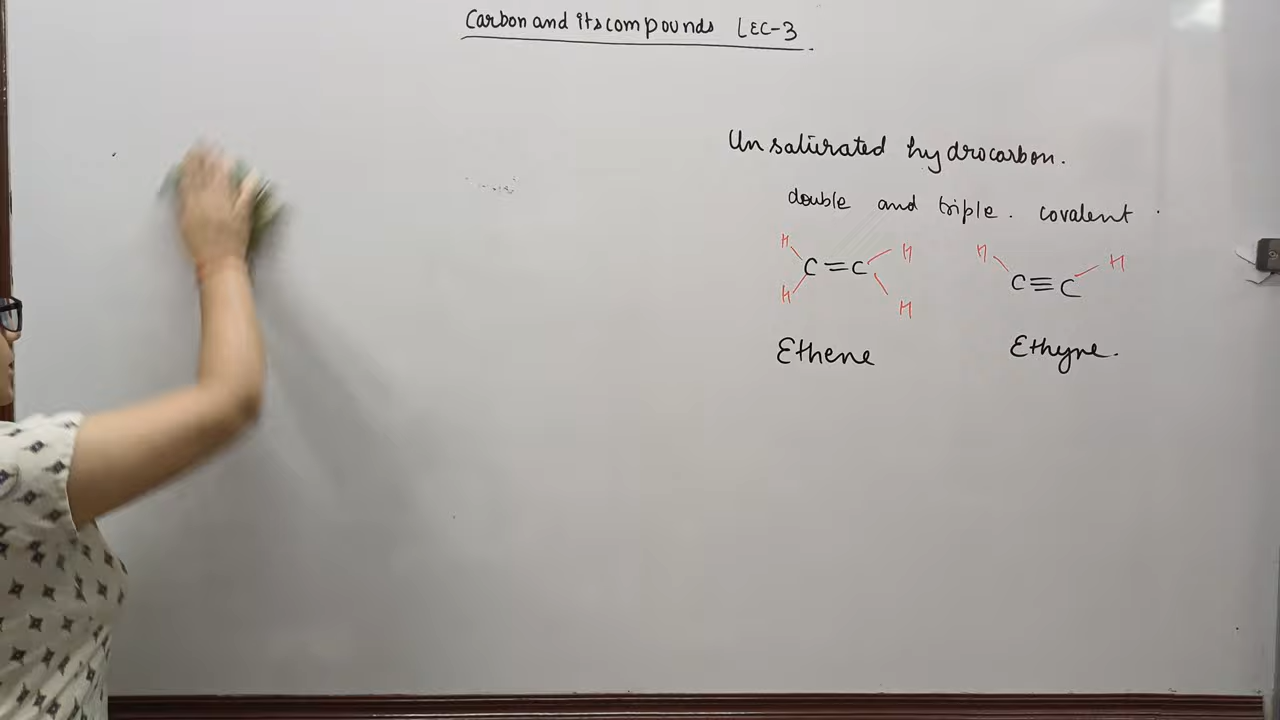 Carbon and its compounds LEC-3
Unsaturated hydrocarbon.
double and triple. covalent
H H H H
C=C C≡C
H H
Ethene Ethyne.